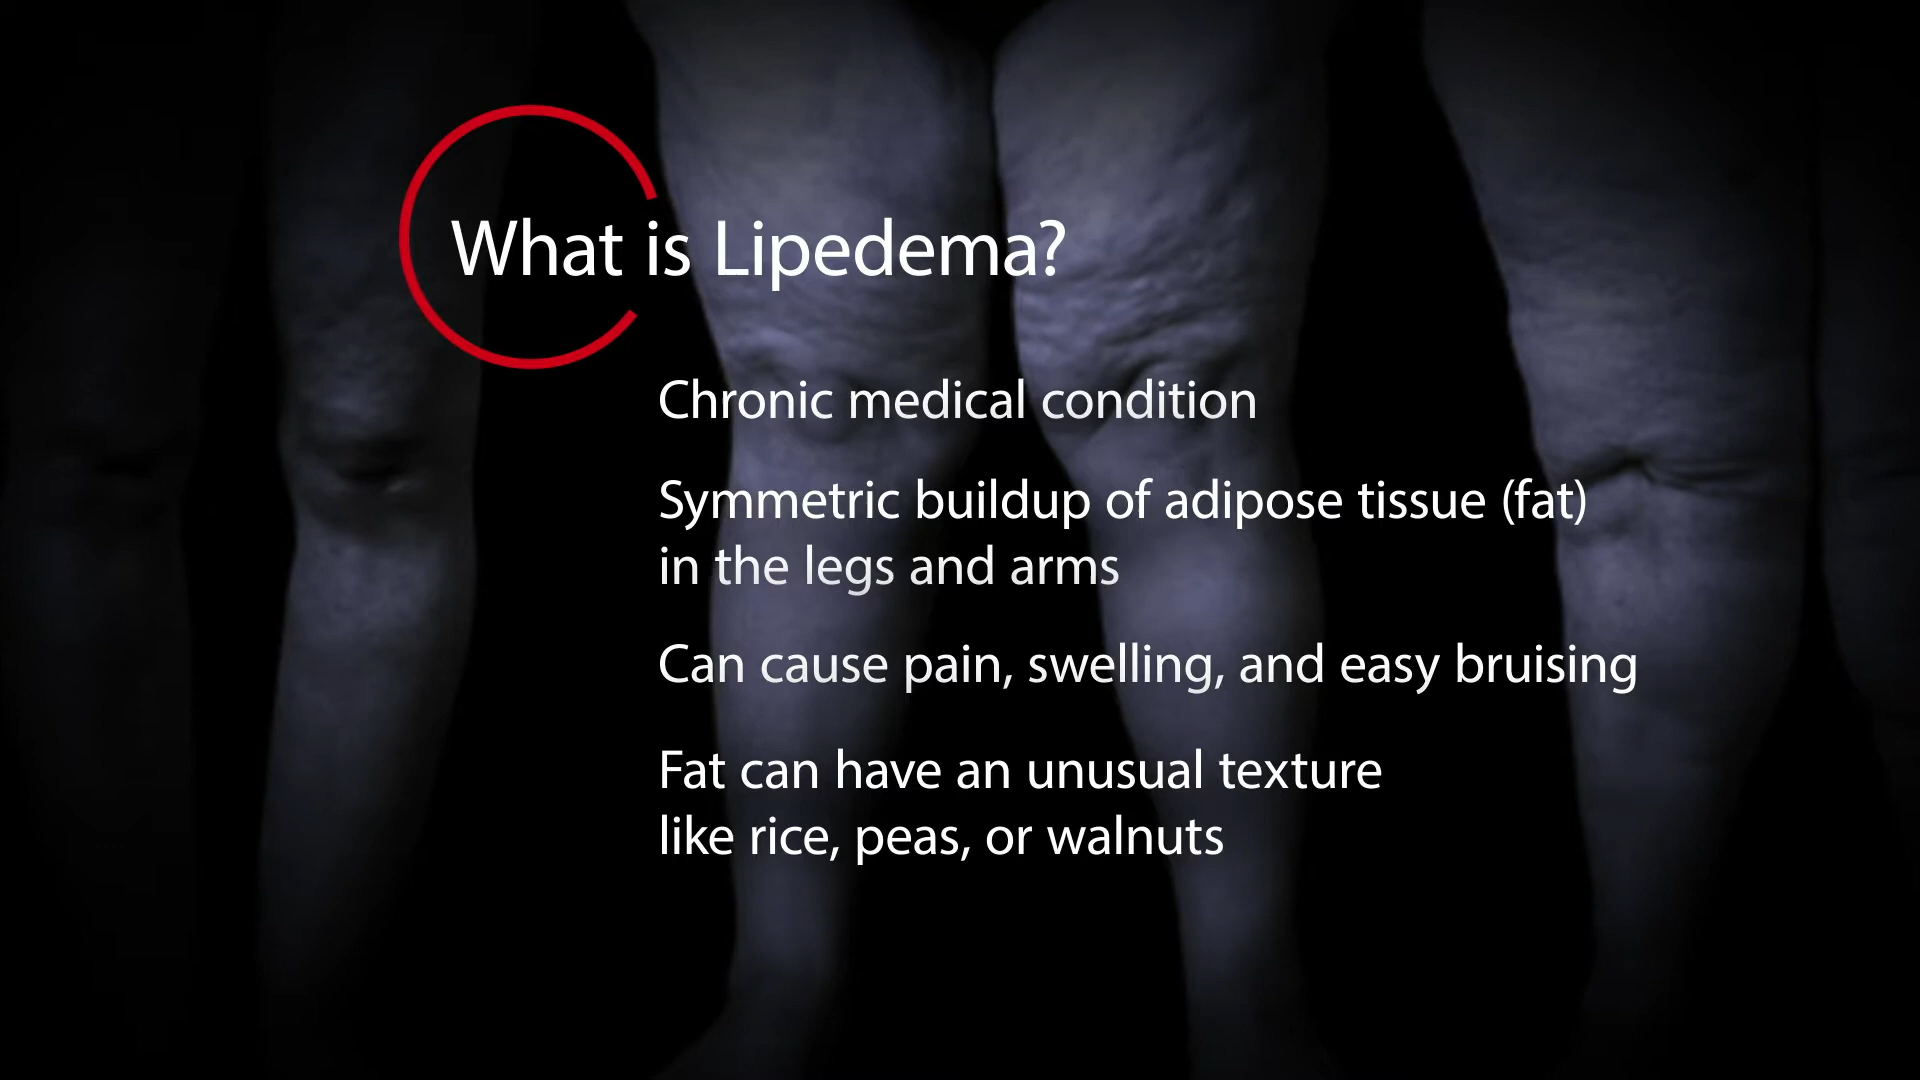 What is Lipedema?
Chronic medical condition
Symmetric buildup of adipose tissue (fat)
in the legs and arms
Can cause pain, swelling, and easy bruising
Fat can have an unusual texture
like rice, peas, or walnuts